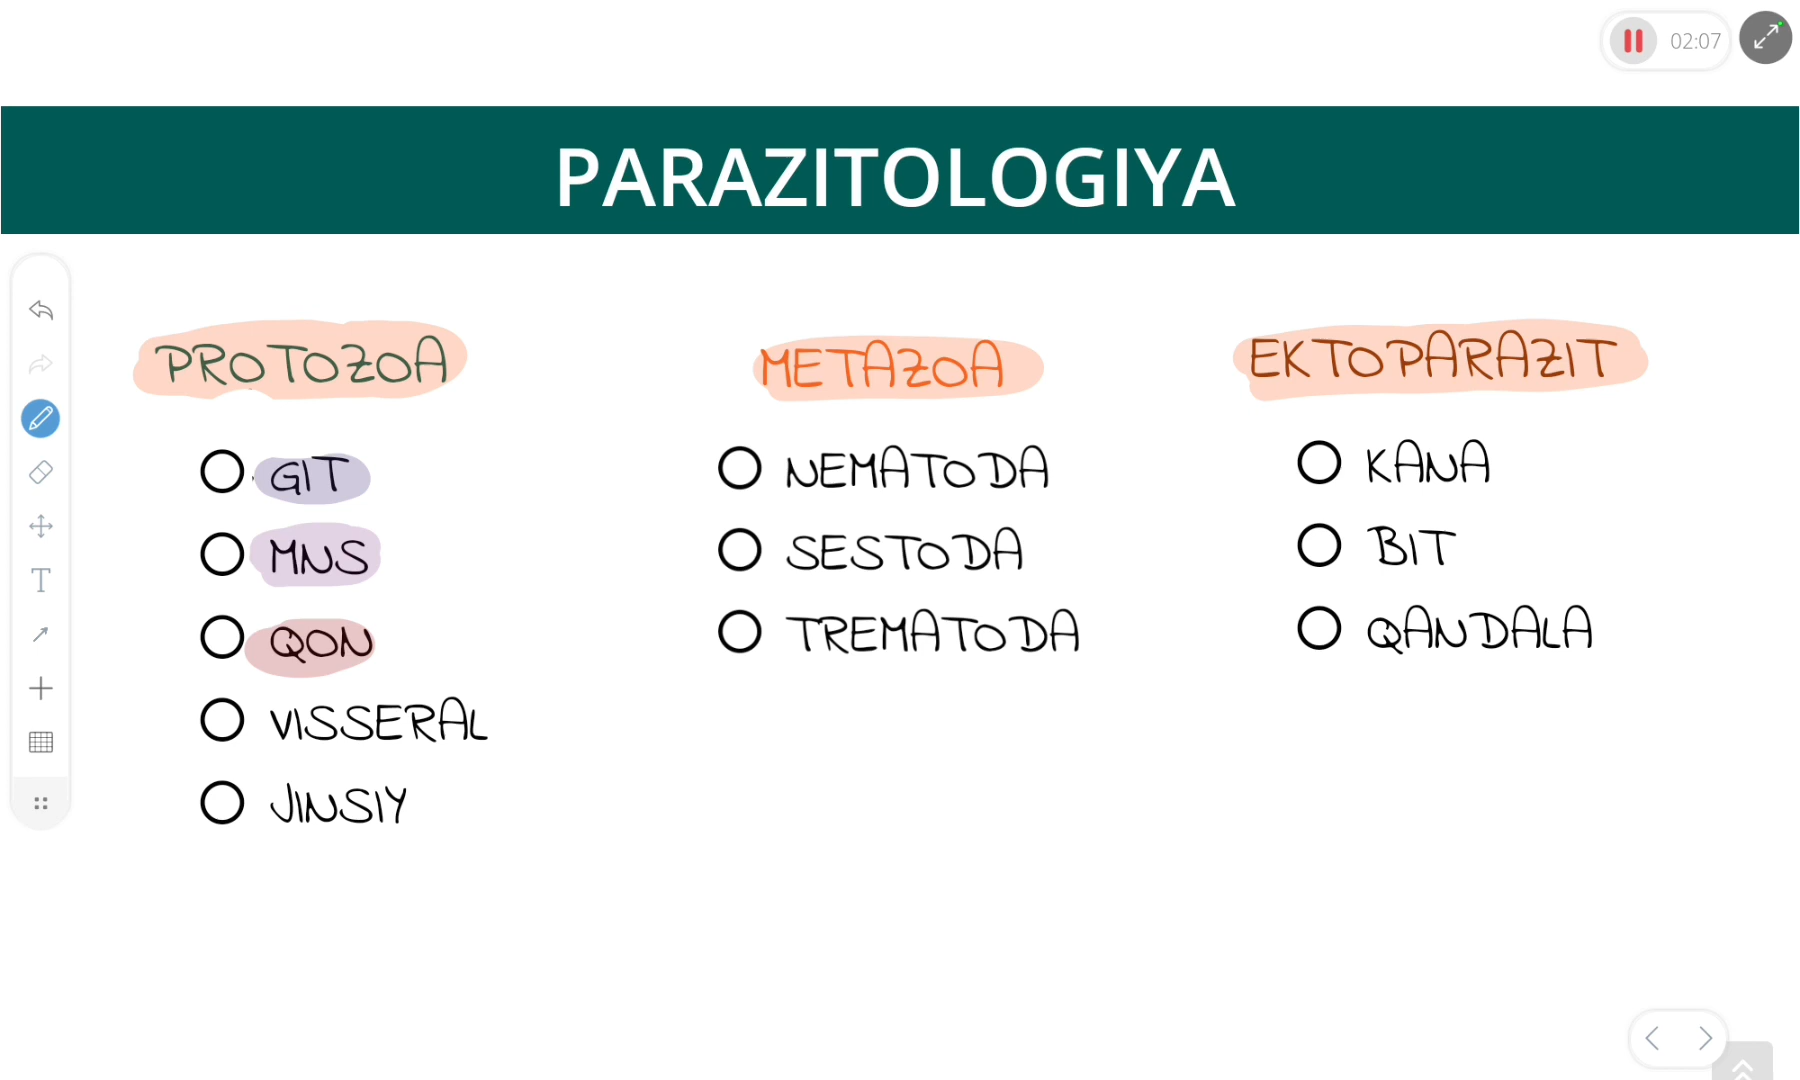 02:07
PARAZITOLOGIYA
PROTOZOA
GIT
MNS
QON
VISSERAL
JINSIY
METAZOA
NEMATODA
SESTODA
TREMATODA
EKTOPARAZIT
KANA
BIT
QANDALA
T